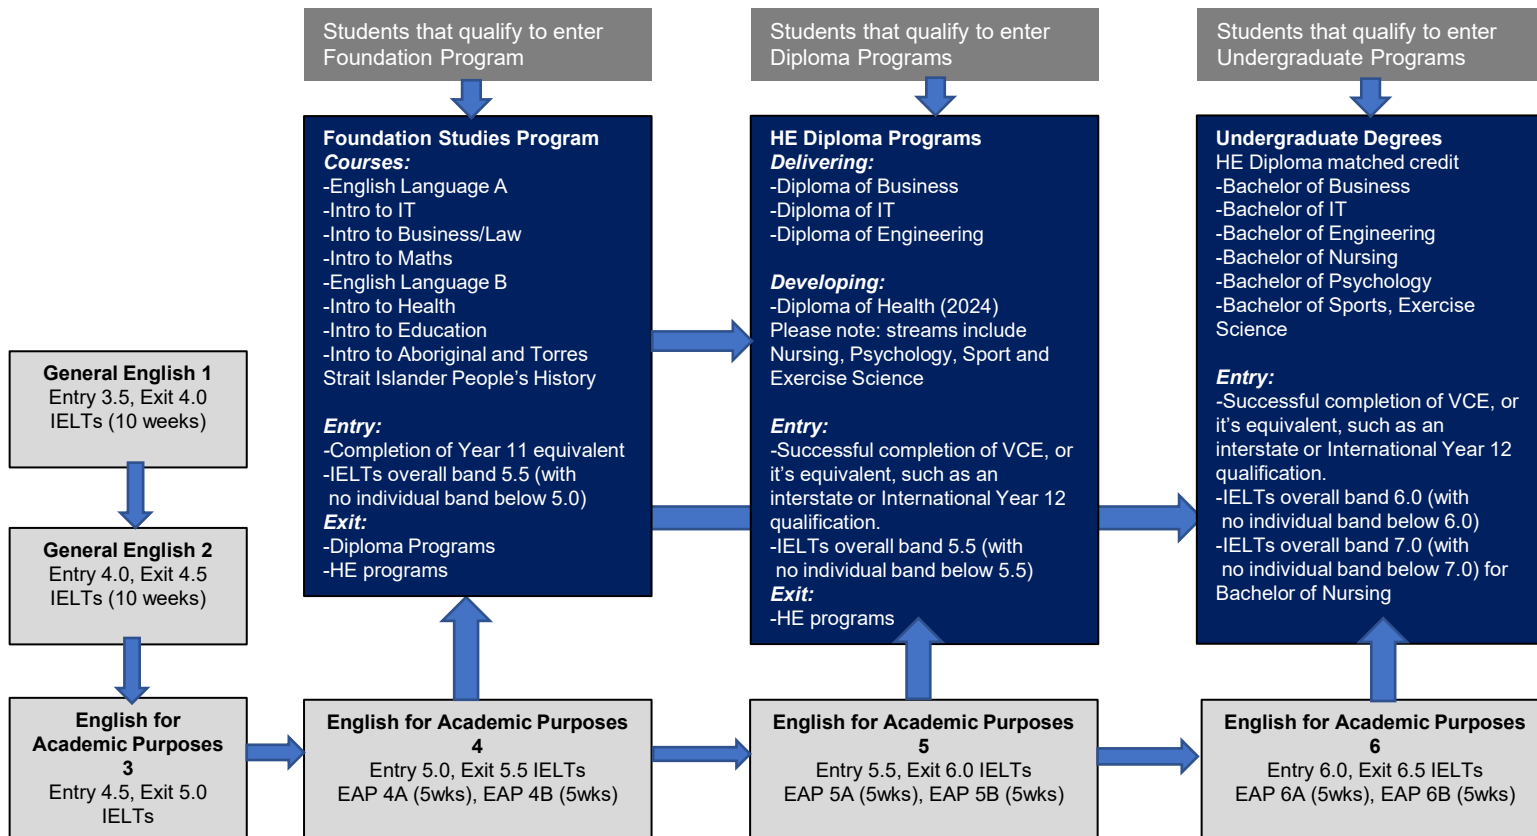 Students that qualify to enter
Foundation Program
Students that qualify to enter
Diploma Programs
Students that qualify to enter
Undergraduate Programs
Foundation Studies Program
Courses:
-English Language A
-Intro to IT
-Intro to Business/Law
-Intro to Maths
-English Language B
-Intro to Health
-Intro to Education
-Intro to Aboriginal and Torres
Strait Islander People’s History
Entry:
-Completion of Year 11 equivalent
-IELTs overall band 5.5 (with
no individual band below 5.0)
Exit:
-Diploma Programs
-HE programs
HE Diploma Programs
Delivering:
-Diploma of Business
-Diploma of IT
-Diploma of Engineering
Developing:
-Diploma of Health (2024)
Please note: streams include
Nursing, Psychology, Sport and
Exercise Science
Entry:
-Successful completion of VCE, or
it’s equivalent, such as an
interstate or International Year 12
qualification.
-IELTs overall band 5.5 (with
no individual band below 5.5)
Exit:
-HE programs
Undergraduate Degrees
HE Diploma matched credit
-Bachelor of Business
-Bachelor of IT
-Bachelor of Engineering
-Bachelor of Nursing
-Bachelor of Psychology
-Bachelor of Sports, Exercise
Science
Entry:
-Successful completion of VCE, or
it’s equivalent, such as an
interstate or International Year 12
qualification.
-IELTs overall band 6.0 (with
no individual band below 6.0)
-IELTs overall band 7.0 (with
no individual band below 7.0) for
Bachelor of Nursing
General English 1
Entry 3.5, Exit 4.0
IELTs (10 weeks)
General English 2
Entry 4.0, Exit 4.5
IELTs (10 weeks)
English for
Academic Purposes
3
Entry 4.5, Exit 5.0
IELTs
English for Academic Purposes
4
Entry 5.0, Exit 5.5 IELTs
EAP 4A (5wks), EAP 4B (5wks)
English for Academic Purposes
5
Entry 5.5, Exit 6.0 IELTs
EAP 5A (5wks), EAP 5B (5wks)
English for Academic Purposes
6
Entry 6.0, Exit 6.5 IELTs
EAP 6A (5wks), EAP 6B (5wks)